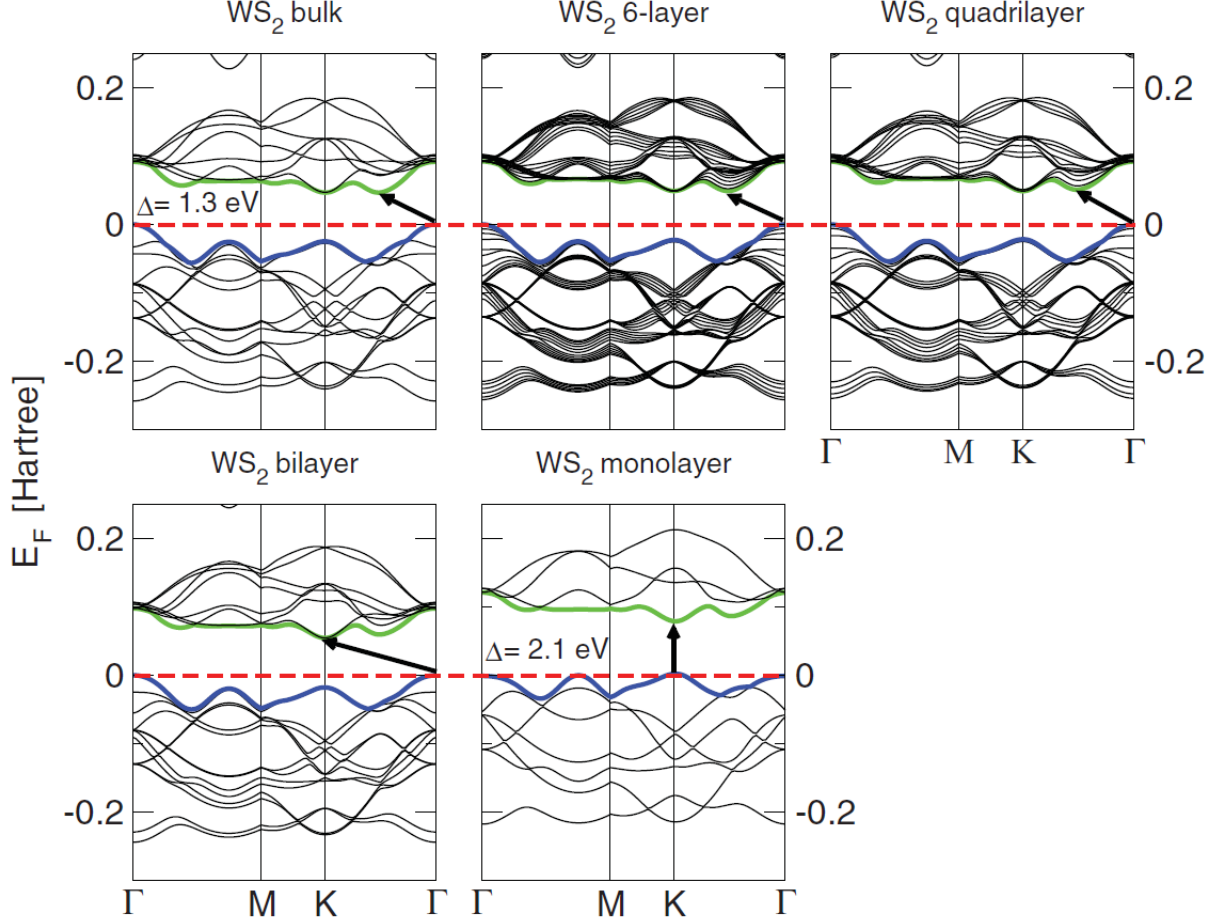 WS2 bulk
WS2 6-layer
WS2 quadrilayer
0.2
0.2
Δ= 1.3 eV
0
0
-0.2
-0.2
Γ M K Γ
EF [Hartree]
WS2 bilayer
WS2 monolayer
0.2
0.2
Δ= 2.1 eV
0
0
-0.2
-0.2
Γ M K Γ
Γ M K Γ